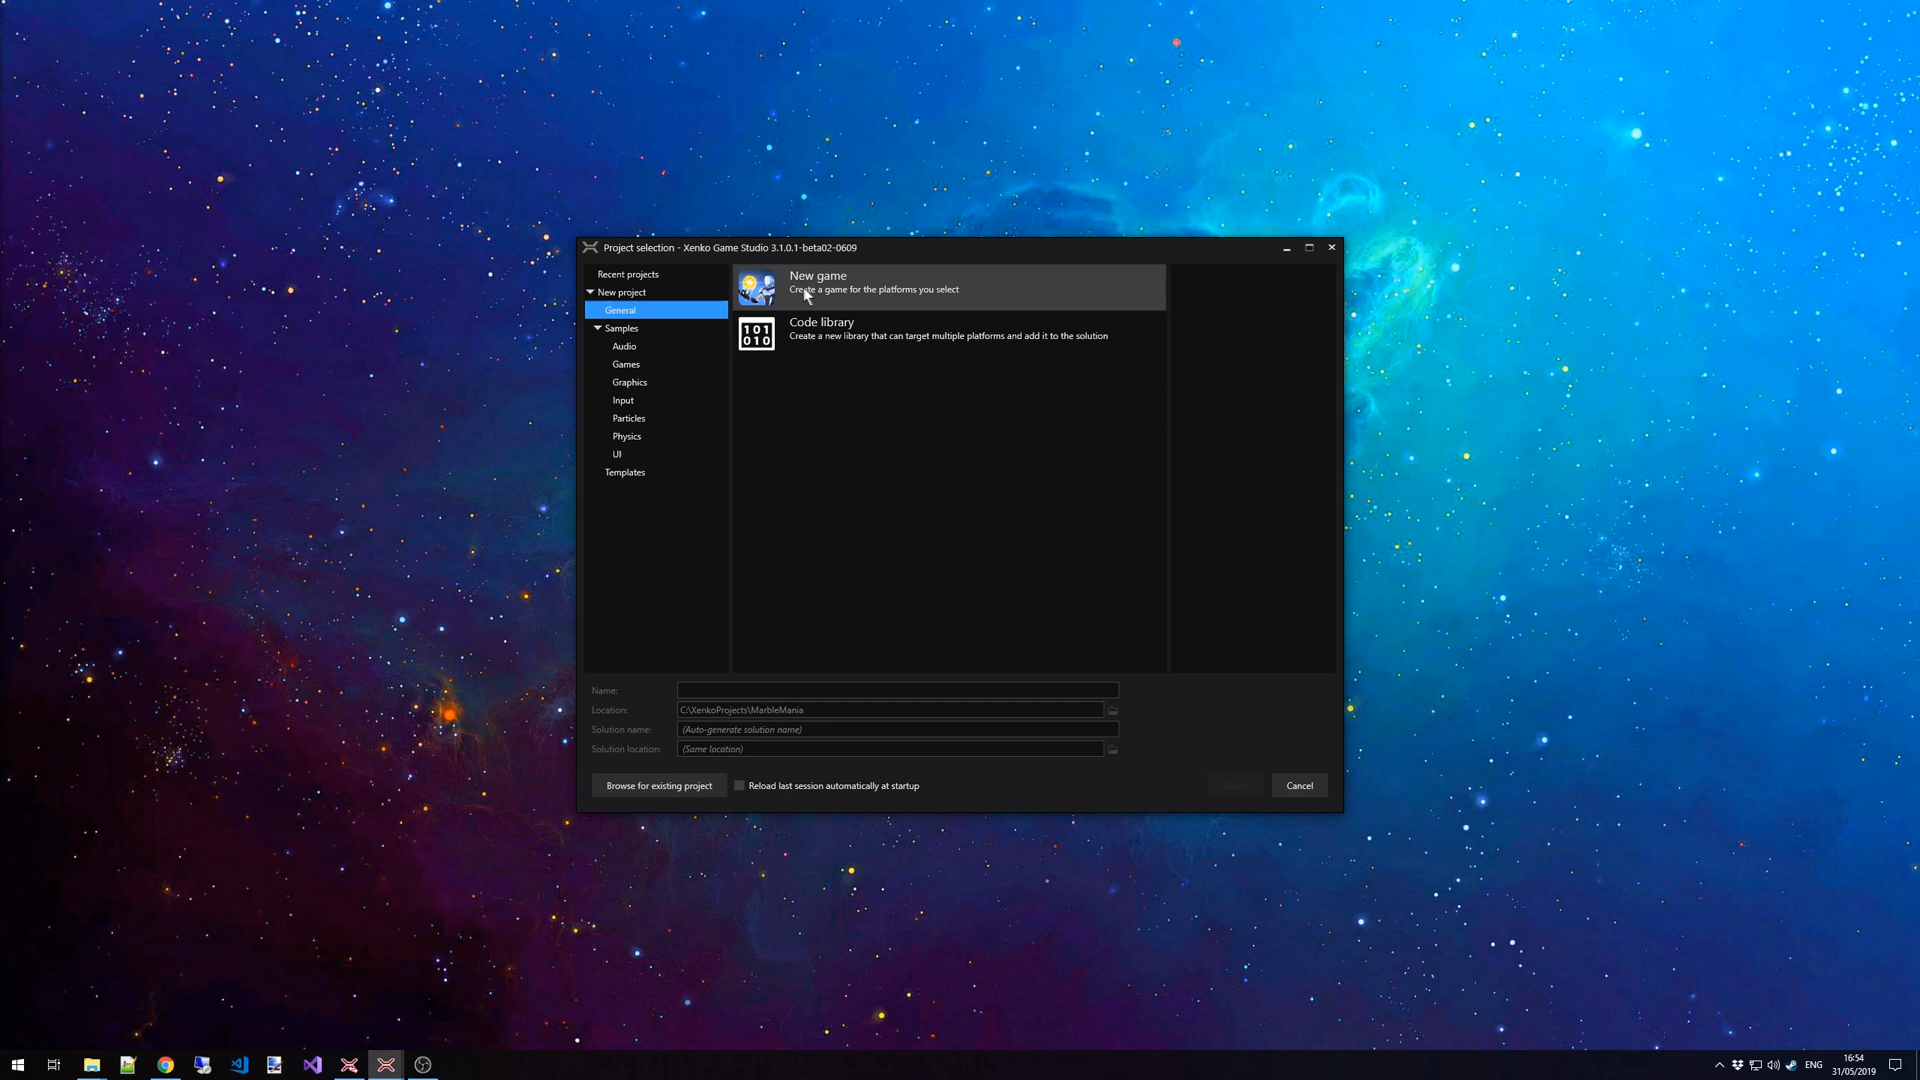 Project selection - Xenko Game Studio 3.1.0.1-beta02-0609
Recent projects
New project
General
Samples
Audio
Games
Graphics
Input
Particles
Physics
UI
Templates
New game
Create a game for the platforms you select
101
010
Code library
Create a new library that can target multiple platforms and add it to the solution
Name:
Location:
C:\XenkoProjects\MarbleMania
Solution name:
(Auto-generate solution name)
Solution location:
(Same location)
Browse for existing project
Reload last session automatically at startup
Select
Cancel
ENG
16:54
31/05/2019